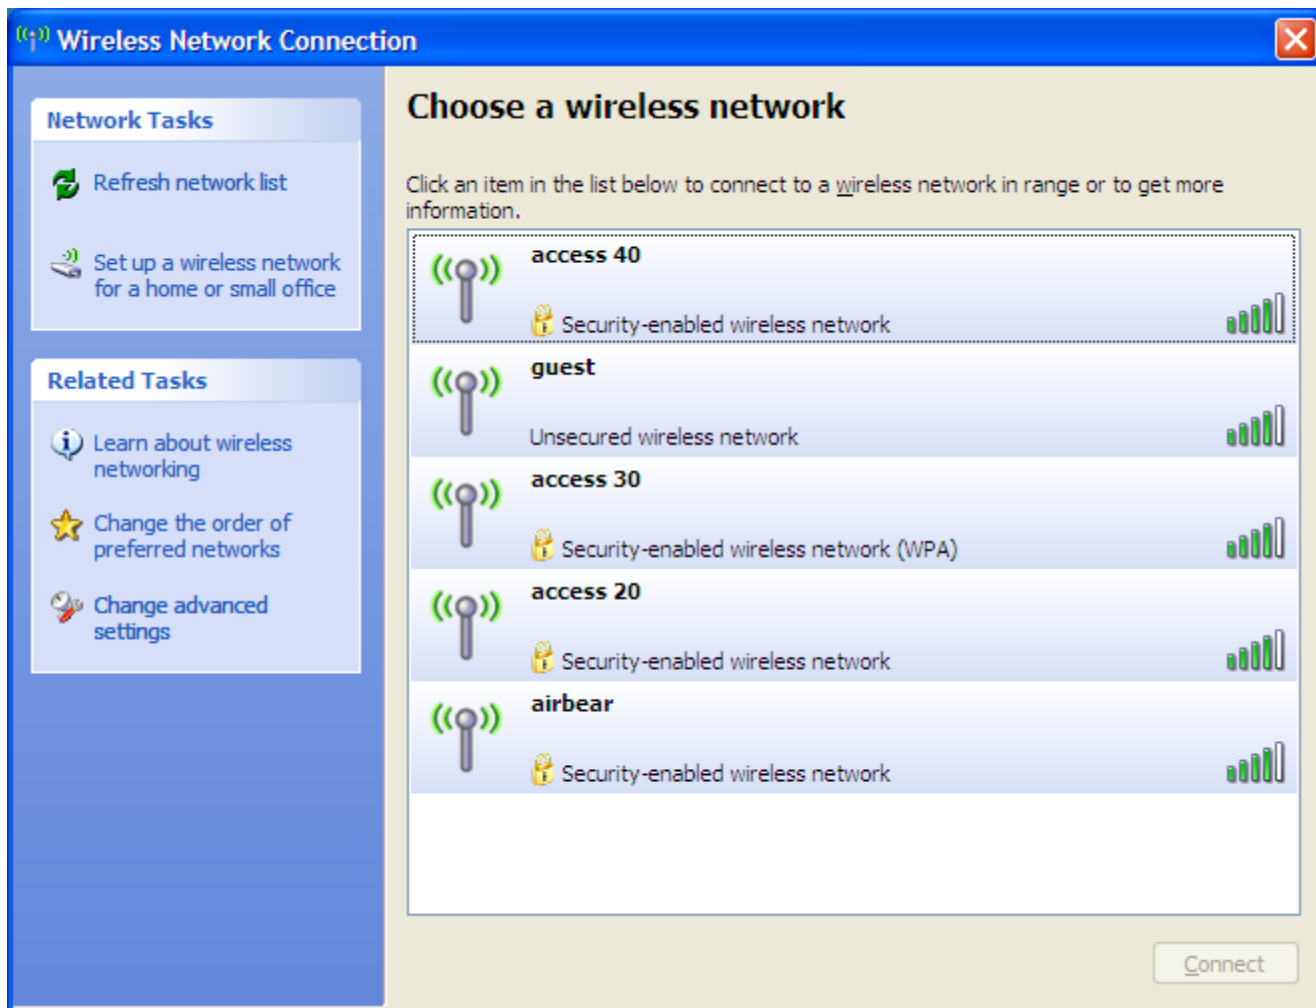 Wireless Network Connection
Network Tasks
Refresh network list
Set up a wireless network
for a home or small office
Related Tasks
Learn about wireless
networking
Change the order of
preferred networks
Change advanced
settings
Choose a wireless network
Click an item in the list below to connect to a wireless network in range or to get more
information.
access 40
Security-enabled wireless network
guest
Unsecured wireless network
access 30
Security-enabled wireless network (WPA)
access 20
Security-enabled wireless network
airbear
Security-enabled wireless network
Connect